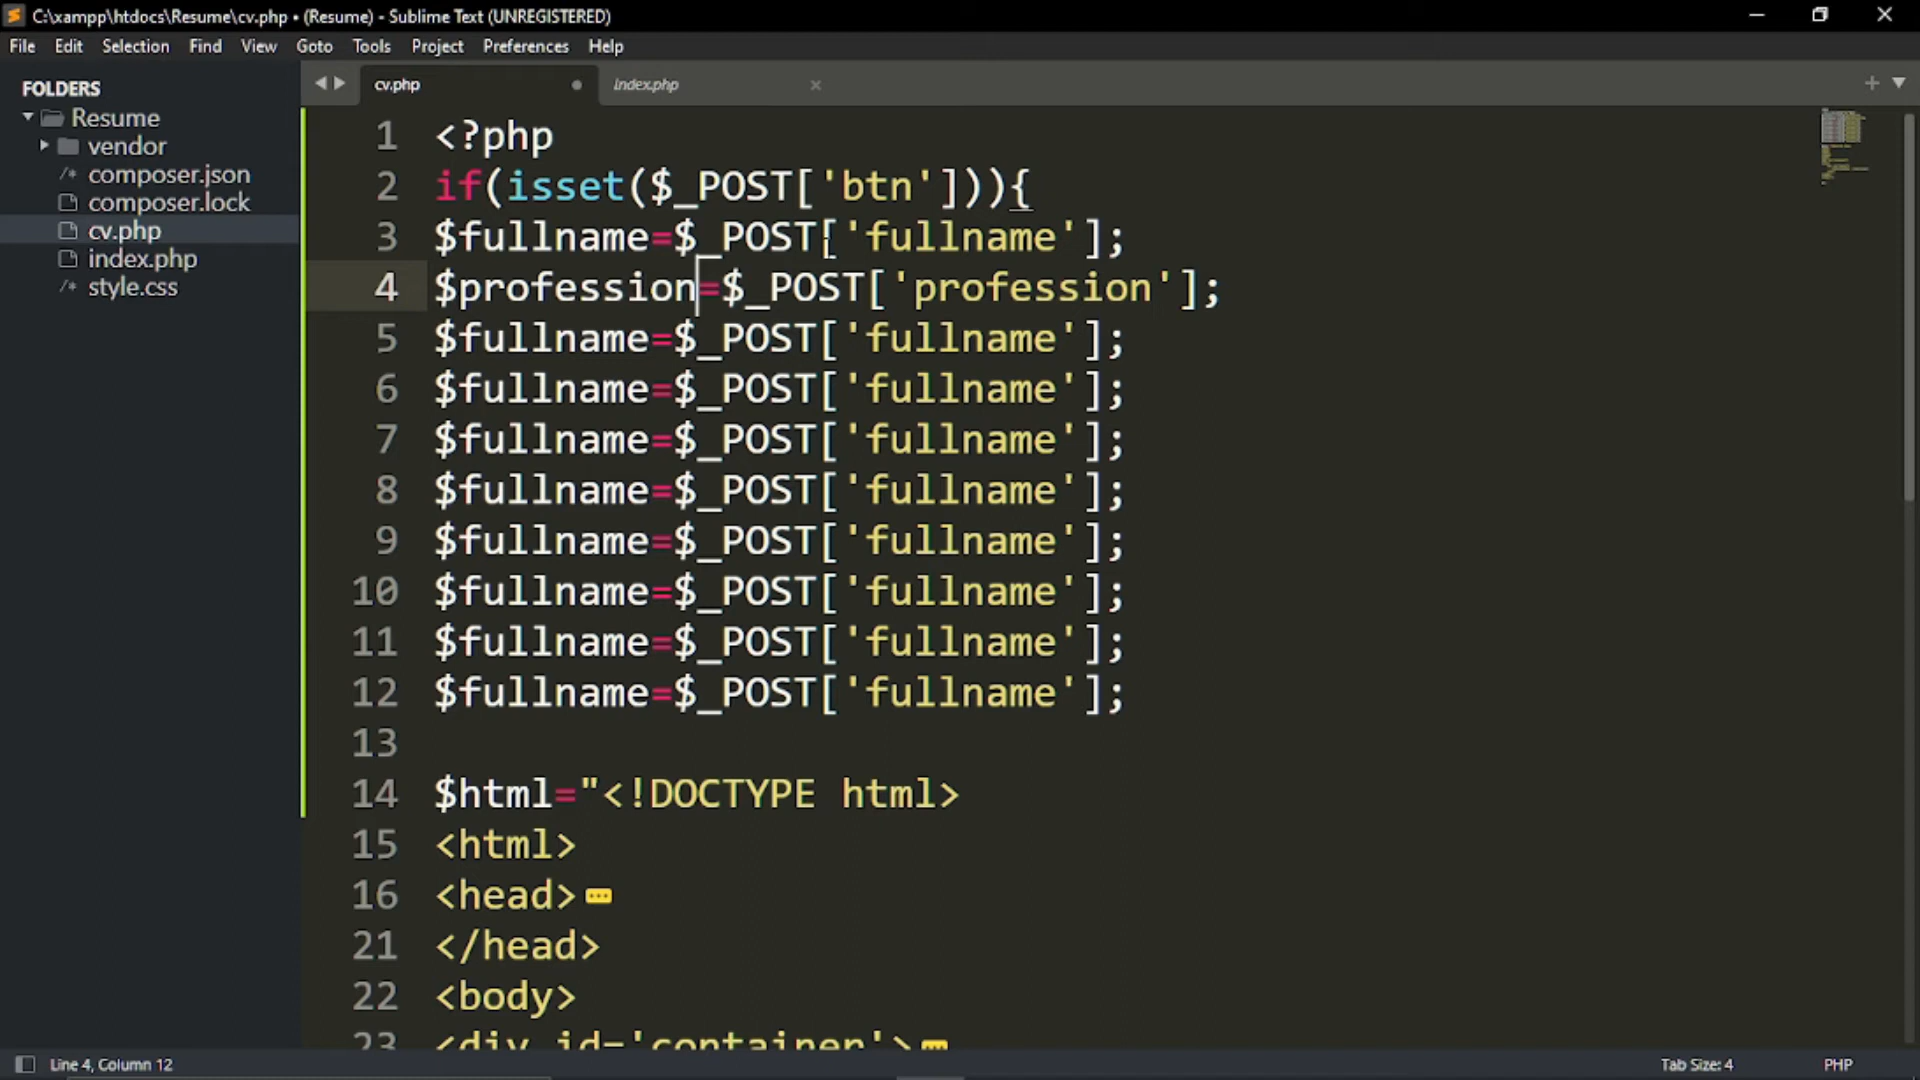 C:\xampp\htdocs\Resume\cv.php • (Resume) - Sublime Text (UNREGISTERED)
File Edit Selection Find View Goto Tools Project Preferences Help
FOLDERS
Resume
vendor
composer.json
composer.lock
cv.php
index.php
style.css
cv.php index.php
1 <?php
2 if(isset($_POST['btn'])){
3 $fullname=$_POST['fullname'];
4 $profession=$_POST['profession'];
5 $fullname=$_POST['fullname'];
6 $fullname=$_POST['fullname'];
7 $fullname=$_POST['fullname'];
8 $fullname=$_POST['fullname'];
9 $fullname=$_POST['fullname'];
10 $fullname=$_POST['fullname'];
11 $fullname=$_POST['fullname'];
12 $fullname=$_POST['fullname'];
13
14 $html="<!DOCTYPE html>
15 <html>
16 <head>
21 </head>
22 <body>
23 <div id='container'>
Line 4, Column 12 Tab Size: 4 PHP